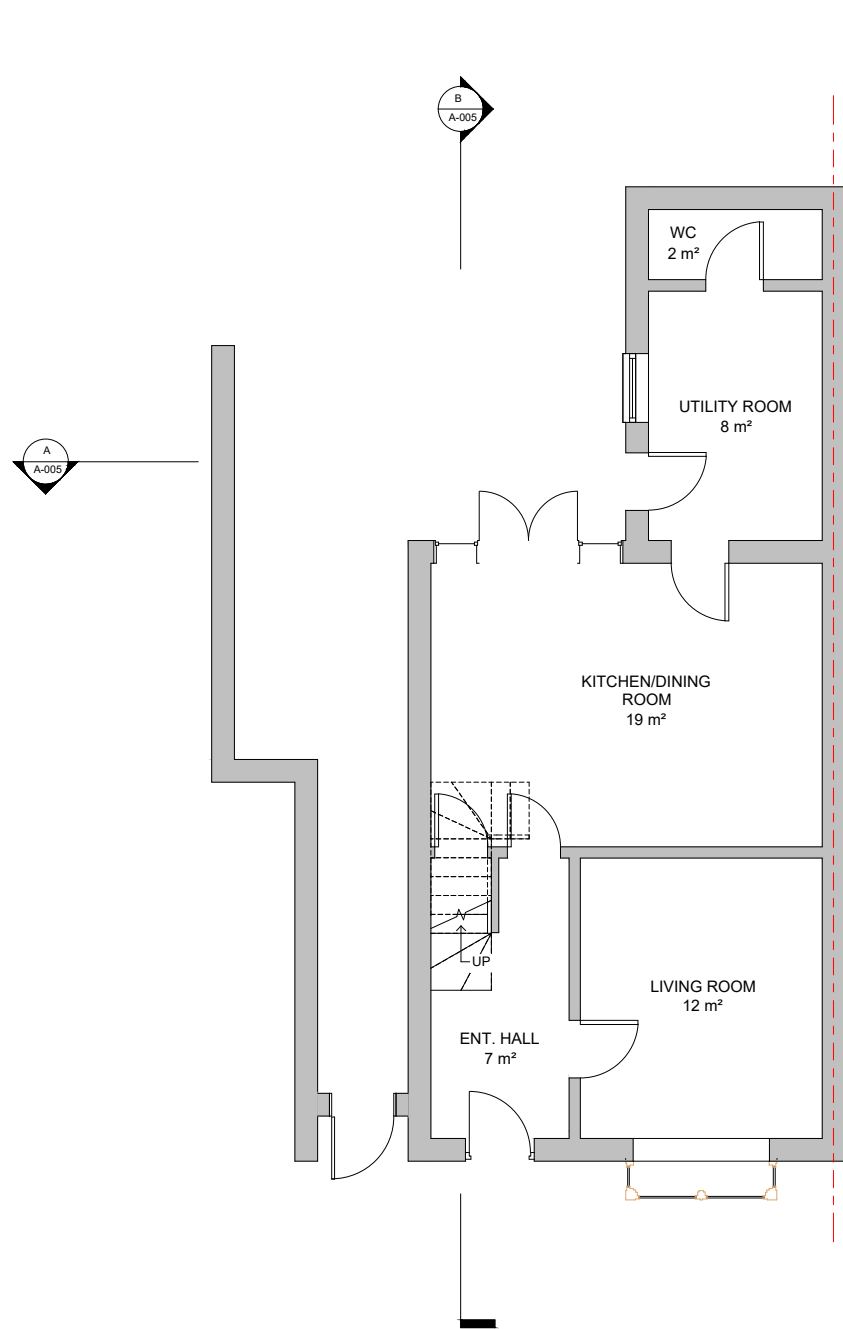 B
A-005
WC
2 m²
UTILITY ROOM
8 m²
A
A-005
KITCHEN/DINING
ROOM
19 m²
UP
LIVING ROOM
12 m²
ENT. HALL
7 m²